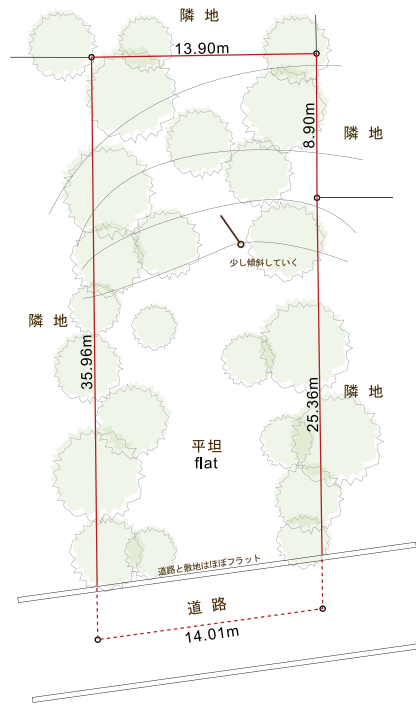 隣 地
13.90m
8.90m
隣 地
少し傾斜していく
隣 地
35.96m
25.36m
隣 地
平坦
flat
道路と敷地はほぼフラット
道 路
14.01m